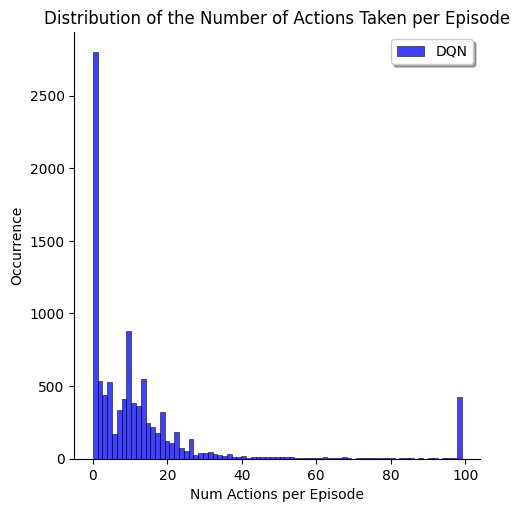 Distribution of the Number of Actions Taken per Episode
DQN
2500
2000
1500
1000
500
0
Occurrence
0 20 40 60 80 100
Num Actions per Episode